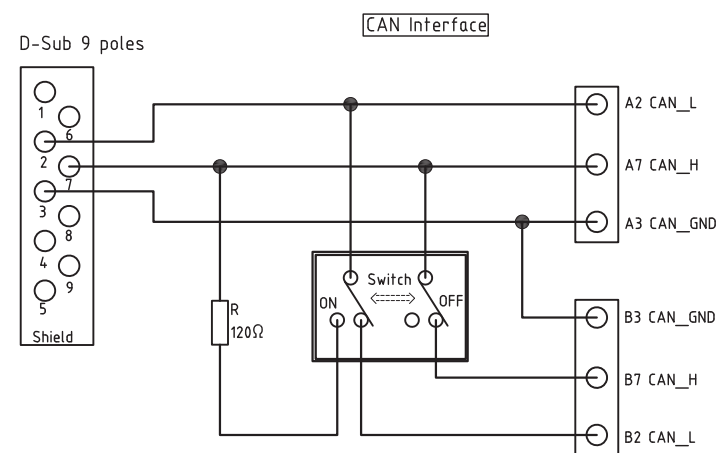 CAN Interface
D-Sub 9 poles
1
6
2
7
3
8
4
9
5
Shield
R
120Ω
Switch
ON
OFF
A2 CAN_L
A7 CAN_H
A3 CAN_GND
B3 CAN_GND
B7 CAN_H
B2 CAN_L